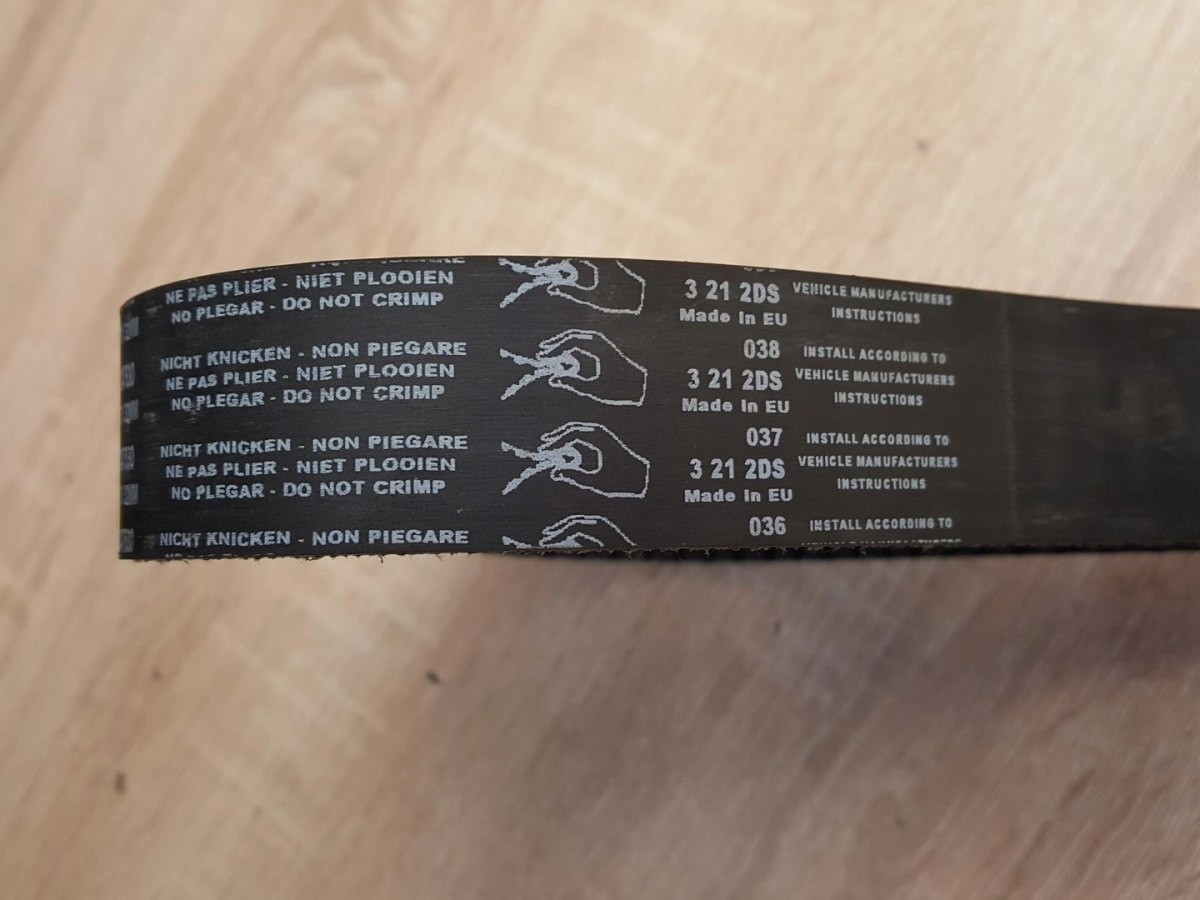 NE PAS PLIER - NIET PLOOIEN
NO PLEGAR - DO NOT CRIMP
3 21 2DS
Made In EU
VEHICLE MANUFACTURERS
INSTRUCTIONS
NICHT KNICKEN - NON PIEGARE
NE PAS PLIER - NIET PLOOIEN
NO PLEGAR - DO NOT CRIMP
038
3 21 2DS
Made In EU
INSTALL ACCORDING TO
VEHICLE MANUFACTURERS
INSTRUCTIONS
NICHT KNICKEN - NON PIEGARE
NE PAS PLIER - NIET PLOOIEN
NO PLEGAR - DO NOT CRIMP
037
3 21 2DS
Made In EU
INSTALL ACCORDING TO
VEHICLE MANUFACTURERS
INSTRUCTIONS
NICHT KNICKEN - NON PIEGARE
036
INSTALL ACCORDING TO
VEHICLE MANUFACTURERS